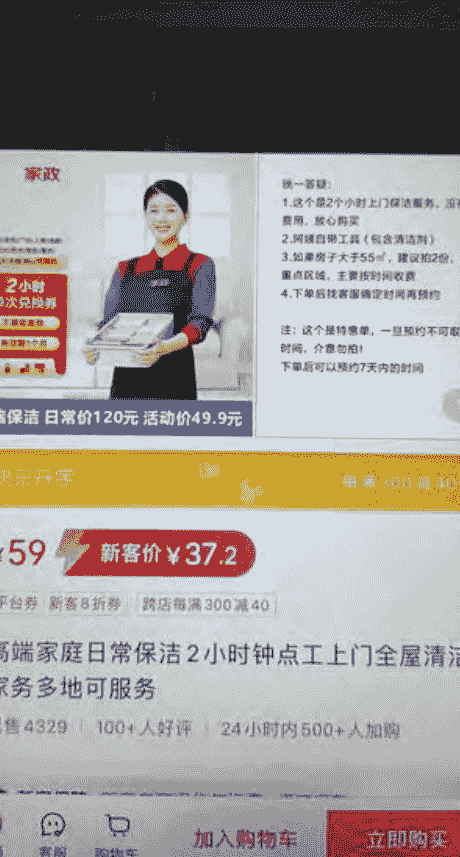 家政
2小时
单次兑换券
保洁 日常价120元 活动价49.9元
统一答疑：
1.这个是2个小时上门保洁服务，没有
费用，放心购买
2.阿姨自带工具（包含清洁剂）
3.如果房子大于55㎡，建议拍2份，
重点区域，主要按时间收费
4.下单后找客服确定时间再预约
注：这个是特惠单，一旦预约不可取
时间，介意勿拍！
下单后可以预约7天内的时间
¥59
新客价¥37.2
平台券 新客8折券 跨店每满300减40
高端家庭日常保洁2小时钟点工上门全屋清洁
家务多地可服务
已售4329 100+人好评 24小时内500+人加购
客服
购物车
加入购物车
立即购买